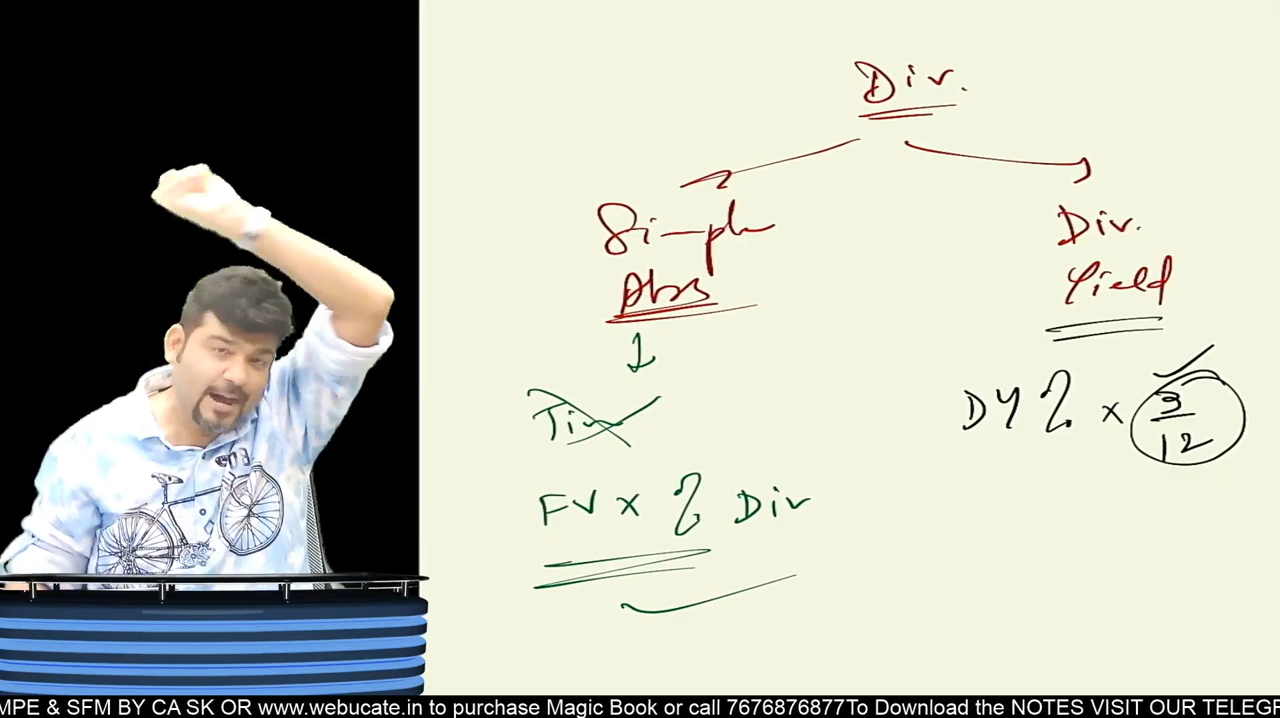 Div.
Simple
Abs
Div.
Yield
Time
DY % × 3/12
FV × % Div
MPE & SFM BY CA SK OR www.webucate.in to purchase Magic Book or call 7676876877To Download the NOTES VISIT OUR TELEGR